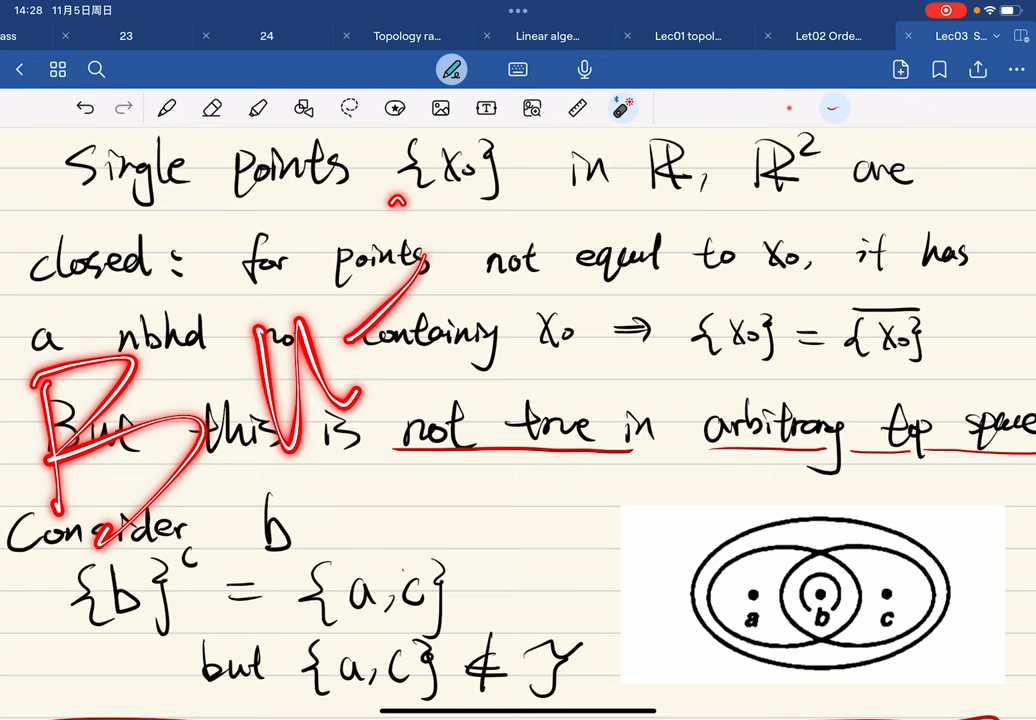 14:28 11月5日周日
ass 23 24 Topology ra... Linear alge... Lec01 topol... Let02 Orde... Lec03 S...
Single points {x₀} in ℝ, ℝ² are
closed: for points not equal to x₀, it has
a nbhd containing x₀ ⇒ {x₀} = \overline{{x₀}}
But this is not true in arbitrary top space
Consider b
{b}ᶜ = {a, c}
but {a, c} ∉
a b c